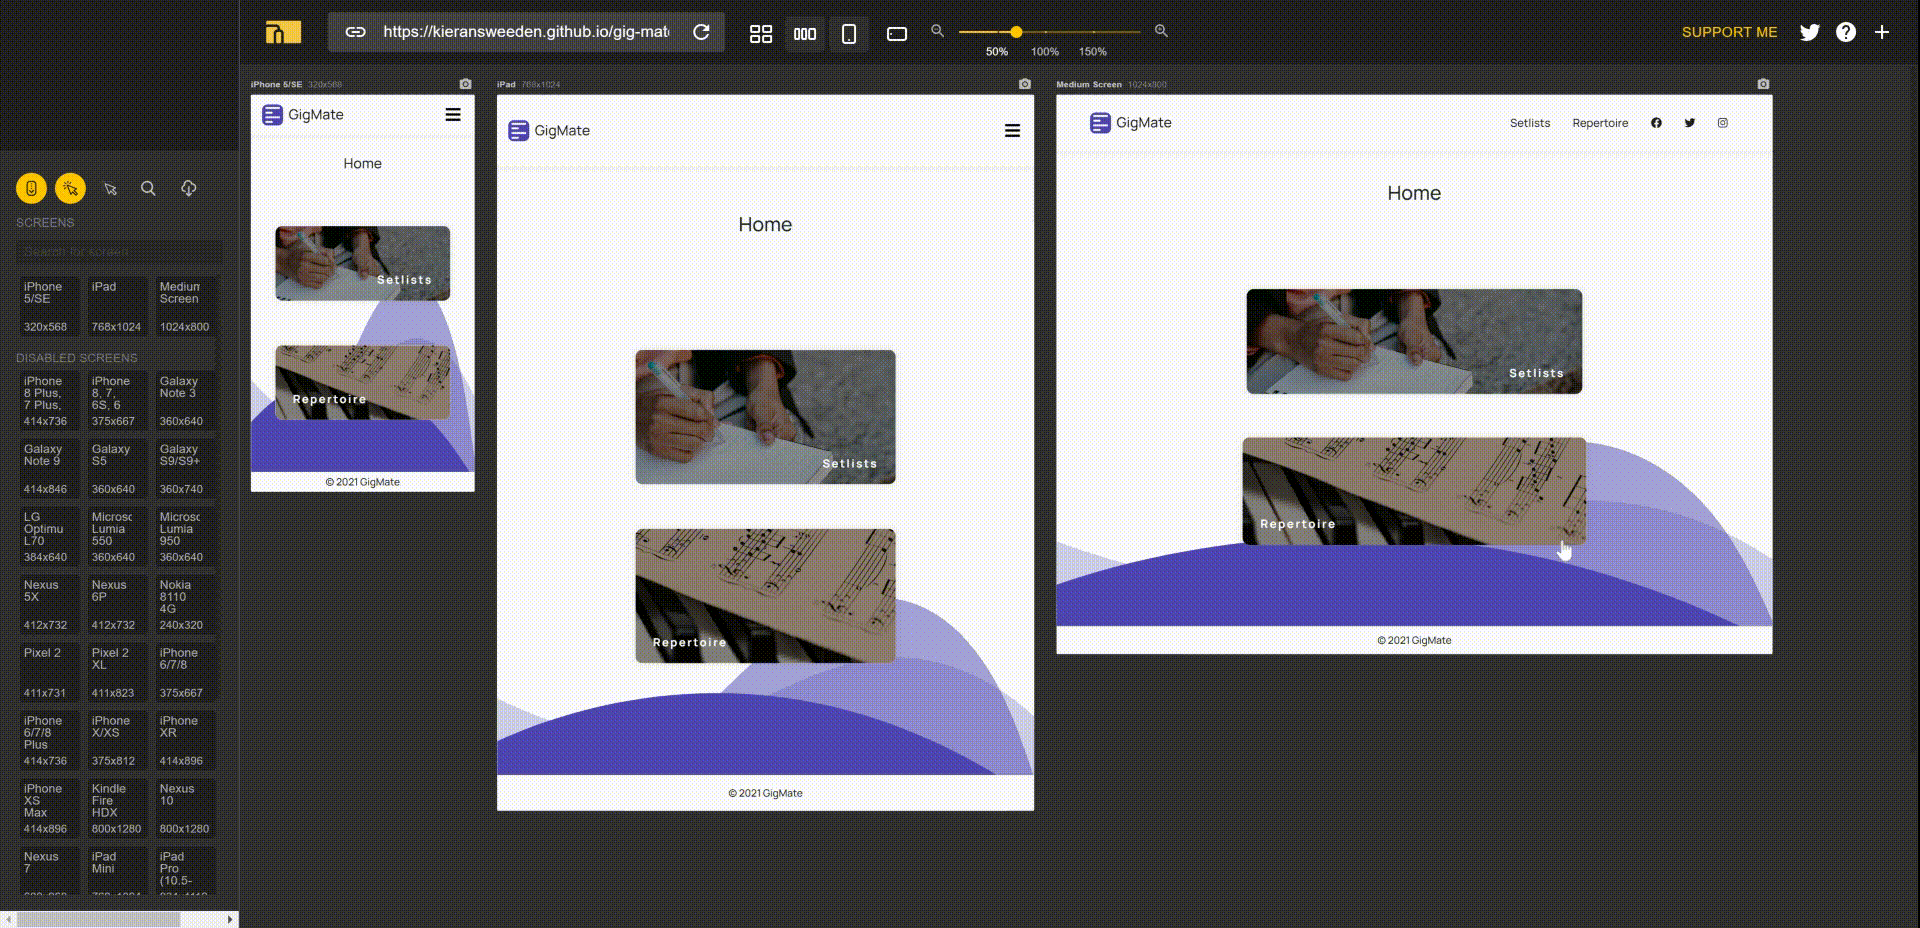 https://kieransweeden.github.io/gig-mat
50%
100%
150%
SUPPORT ME
SCREENS
Search for screen
iPhone 5/SE
320x568
iPad
768x1024
Medium Screen
1024x800
DISABLED SCREENS
iPhone 8 Plus, 7 Plus,
414x736
iPhone 8, 7, 6S, 6
375x667
Galaxy Note 3
360x640
Galaxy Note 9
414x846
Galaxy S5
360x640
Galaxy S9/S9+
360x740
LG Optimu L70
384x640
Microsc Lumia 550
360x640
Microsc Lumia 950
360x640
Nexus 5X
412x732
Nexus 6P
412x732
Nokia 8110 4G
240x320
Pixel 2
411x731
Pixel 2 XL
411x823
iPhone 6/7/8
375x667
iPhone 6/7/8 Plus
414x736
iPhone X/XS
375x812
iPhone XR
414x896
iPhone XS Max
414x896
Kindle Fire HDX
800x1280
Nexus 10
800x1280
Nexus 7
iPad Mini
iPad Pro (10.5-
iPhone 5/SE 320x568
GigMate
Home
Setlists
Repertoire
© 2021 GigMate
iPad 768x1024
GigMate
Home
Setlists
Repertoire
© 2021 GigMate
Medium Screen 1024x800
GigMate
Setlists
Repertoire
Home
Setlists
Repertoire
© 2021 GigMate